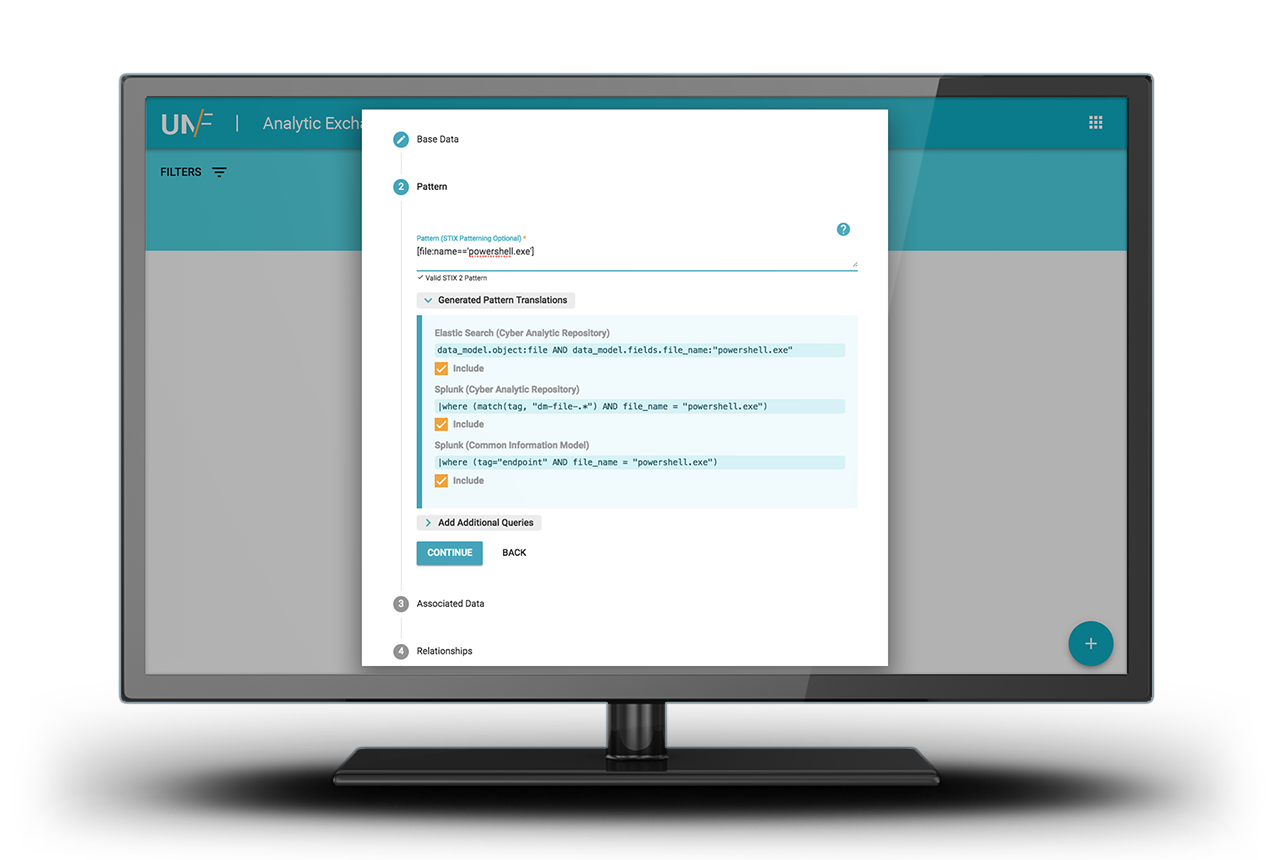 UNF | Analytic Excha
FILTERS
Base Data
2 Pattern
?
Pattern (STIX Patterning Optional) *
[file:name=='powershell.exe']
✓ Valid STIX 2 Pattern
Generated Pattern Translations
Elastic Search (Cyber Analytic Repository)
data_model.object:file AND data_model.fields.file_name:"powershell.exe"
Include
Splunk (Cyber Analytic Repository)
|where (match(tag, "dm-file-.*") AND file_name = "powershell.exe")
Include
Splunk (Common Information Model)
|where (tag="endpoint" AND file_name = "powershell.exe")
Include
Add Additional Queries
CONTINUE BACK
3 Associated Data
4 Relationships
+